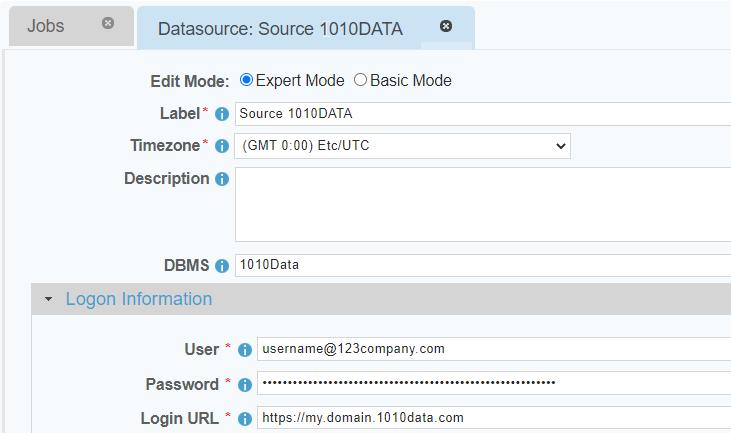 Jobs
Datasource: Source 1010DATA
Edit Mode: Expert Mode Basic Mode
Label* Source 1010DATA
Timezone* (GMT 0:00) Etc/UTC
Description
DBMS 1010Data
Logon Information
User * username@123company.com
Password * ••••••••••••••••••••••••••••••••••••••••••••••••••••••••••
Login URL * https://my.domain.1010data.com